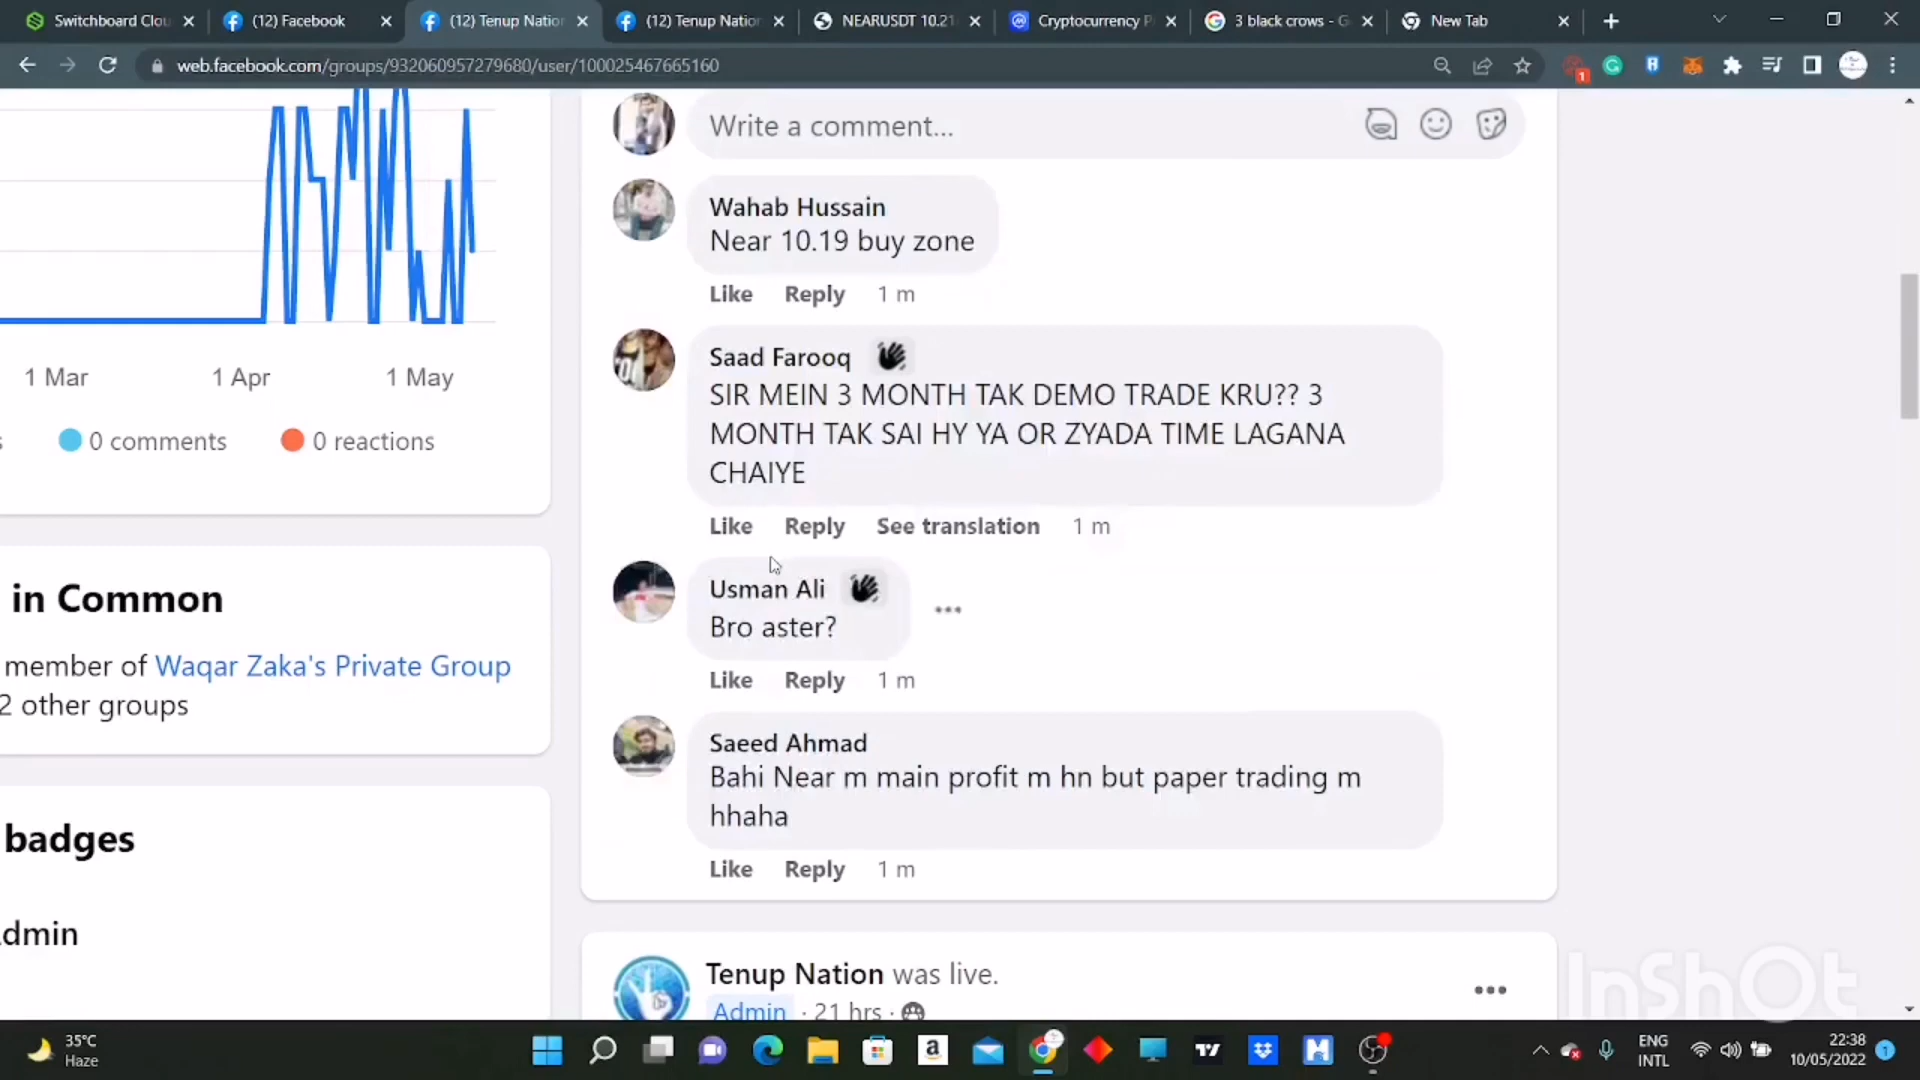 Switchboard Clou
(12) Facebook
(12) Tenup Nation
(12) Tenup Nation
NEARUSDT 10.21
Cryptocurrency P
3 black crows - G
New Tab
web.facebook.com/groups/932060957279680/user/100025467665160
1
Write a comment...
Wahab Hussain
Near 10.19 buy zone
Like Reply 1 m
Saad Farooq
SIR MEIN 3 MONTH TAK DEMO TRADE KRU?? 3
MONTH TAK SAI HY YA OR ZYADA TIME LAGANA
CHAIYE
Like Reply See translation 1 m
Usman Ali
Bro aster?
Like Reply 1 m
Saeed Ahmad
Bahi Near m main profit m hn but paper trading m
hhaha
Like Reply 1 m
Tenup Nation was live.
Admin · 21 hrs ·
1 Mar 1 Apr 1 May
s 0 comments 0 reactions
in Common
member of Waqar Zaka's Private Group
2 other groups
badges
dmin
InShOt
35°C
Haze
ENG
INTL
22:38
10/05/2022
1